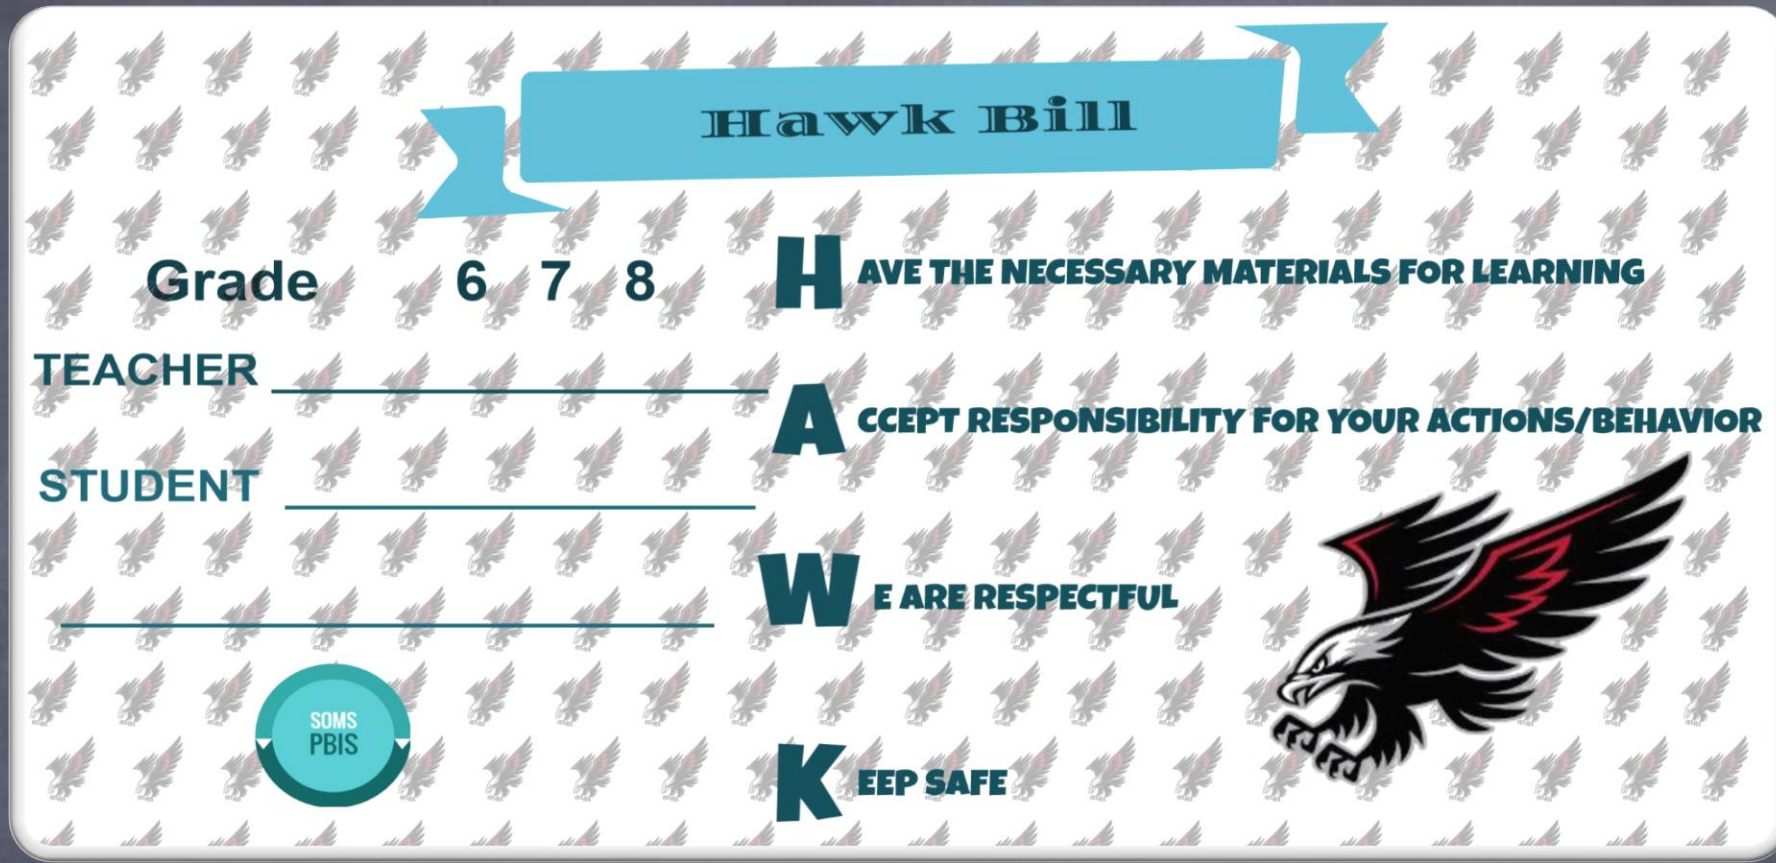 Hawk Bill
Grade 6 7 8
TEACHER
STUDENT
SOMS
PBIS
HAVE THE NECESSARY MATERIALS FOR LEARNING
ACCEPT RESPONSIBILITY FOR YOUR ACTIONS/BEHAVIOR
WE ARE RESPECTFUL
KEEP SAFE